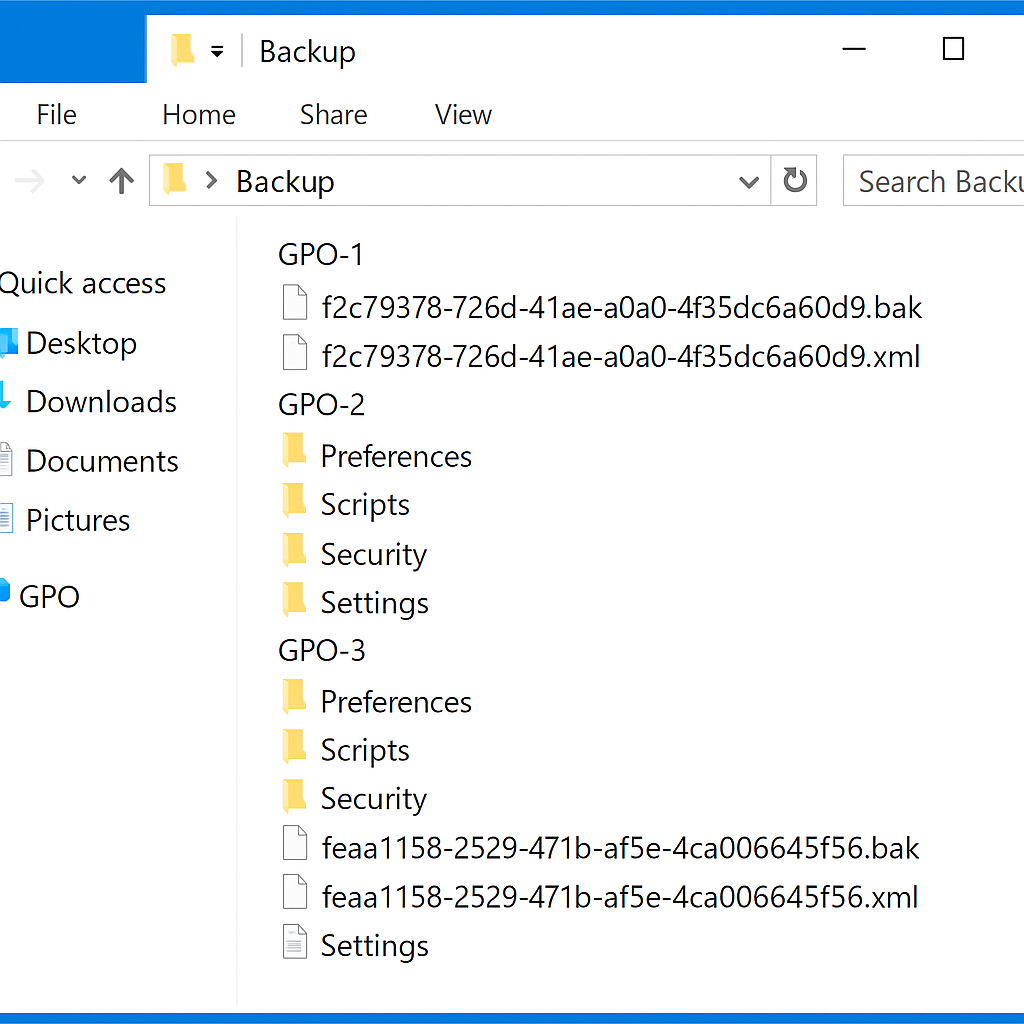 Backup
File Home Share View
Backup
Search Backu
Quick access
Desktop
Downloads
Documents
Pictures
GPO
GPO-1
f2c79378-726d-41ae-a0a0-4f35dc6a60d9.bak
f2c79378-726d-41ae-a0a0-4f35dc6a60d9.xml
GPO-2
Preferences
Scripts
Security
Settings
GPO-3
Preferences
Scripts
Security
feaa1158-2529-471b-af5e-4ca006645f56.bak
feaa1158-2529-471b-af5e-4ca006645f56.xml
Settings